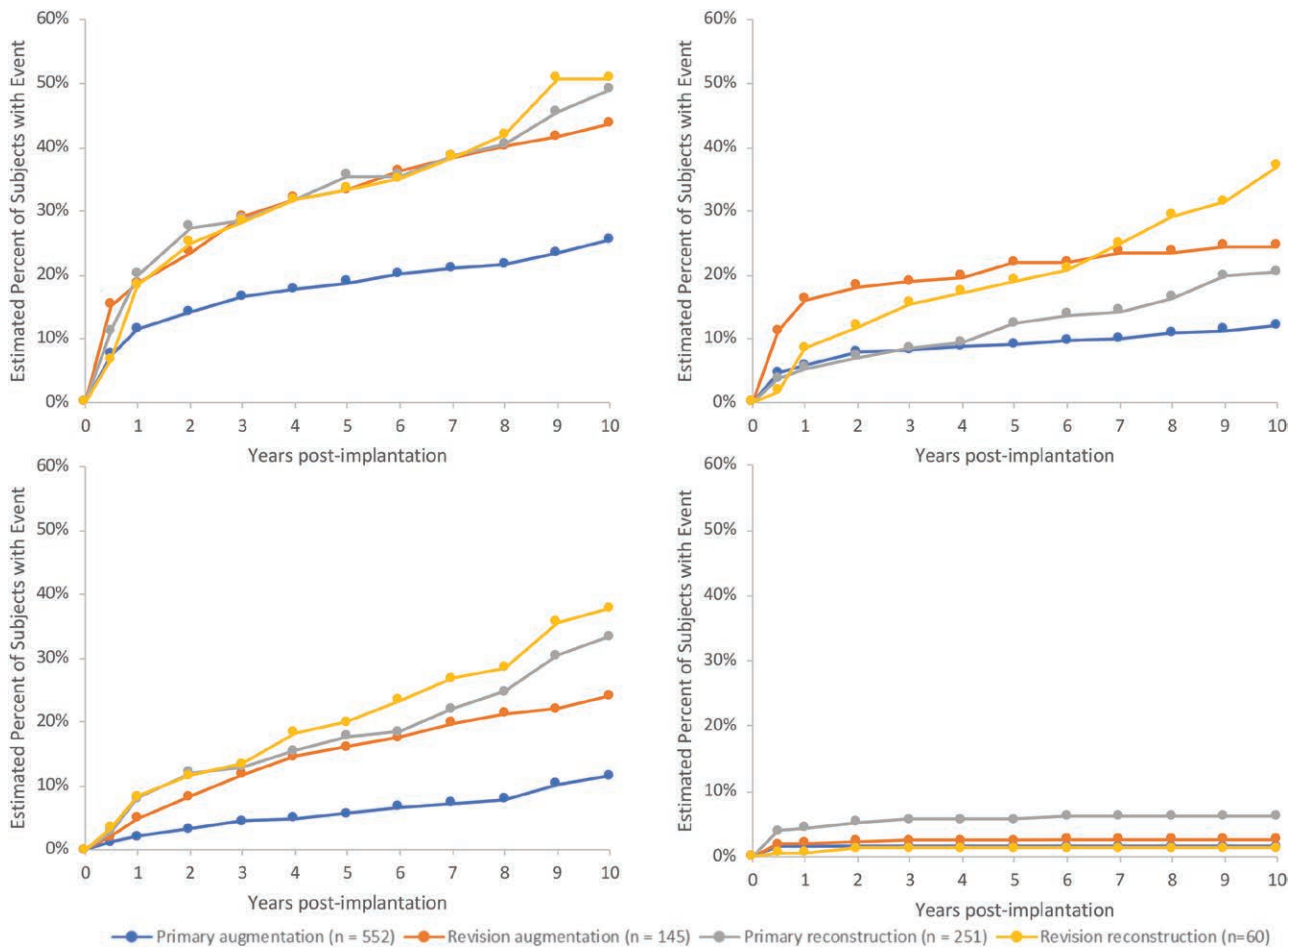 60%
50%
40%
30%
20%
10%
0%
0 1 2 3 4 5 6 7 8 9 10
Estimated Percent of Subjects with Event
Years post-implantation
60%
50%
40%
30%
20%
10%
0%
0 1 2 3 4 5 6 7 8 9 10
Estimated Percent of Subjects with Event
Years post-implantation
60%
50%
40%
30%
20%
10%
0%
0 1 2 3 4 5 6 7 8 9 10
Estimated Percent of Subjects with Event
Years post-implantation
60%
50%
40%
30%
20%
10%
0%
0 1 2 3 4 5 6 7 8 9 10
Estimated Percent of Subjects with Event
Years post-implantation
Primary augmentation (n = 552) Revision augmentation (n = 145) Primary reconstruction (n = 251) Revision reconstruction (n=60)